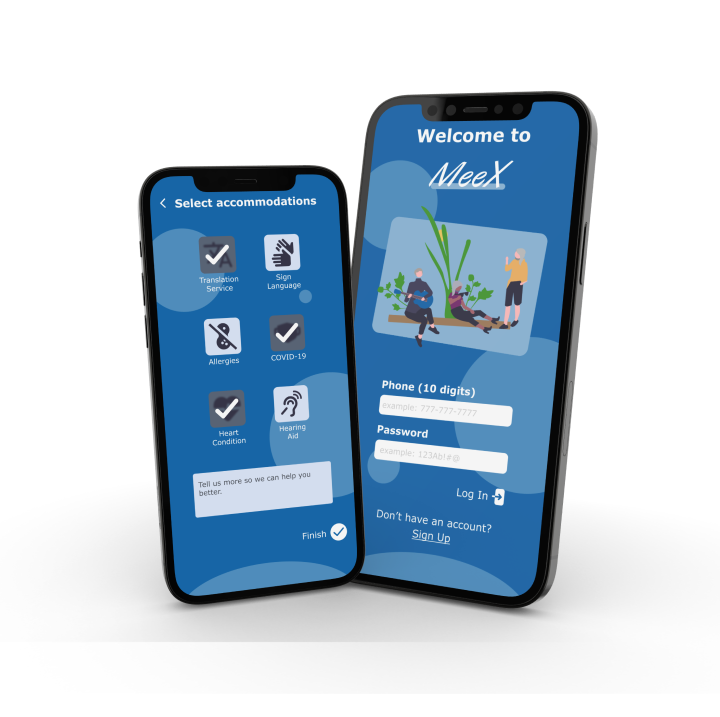 Select accommodations
Translation
Service
Sign
Language
Allergies
COVID-19
Heart
Condition
Hearing
Aid
Tell us more so we can help you
better.
Finish
Welcome to
MeeX
Phone (10 digits)
example: 777-777-7777
Password
example: 123Ab!#@
Log In
Don't have an account?
Sign Up